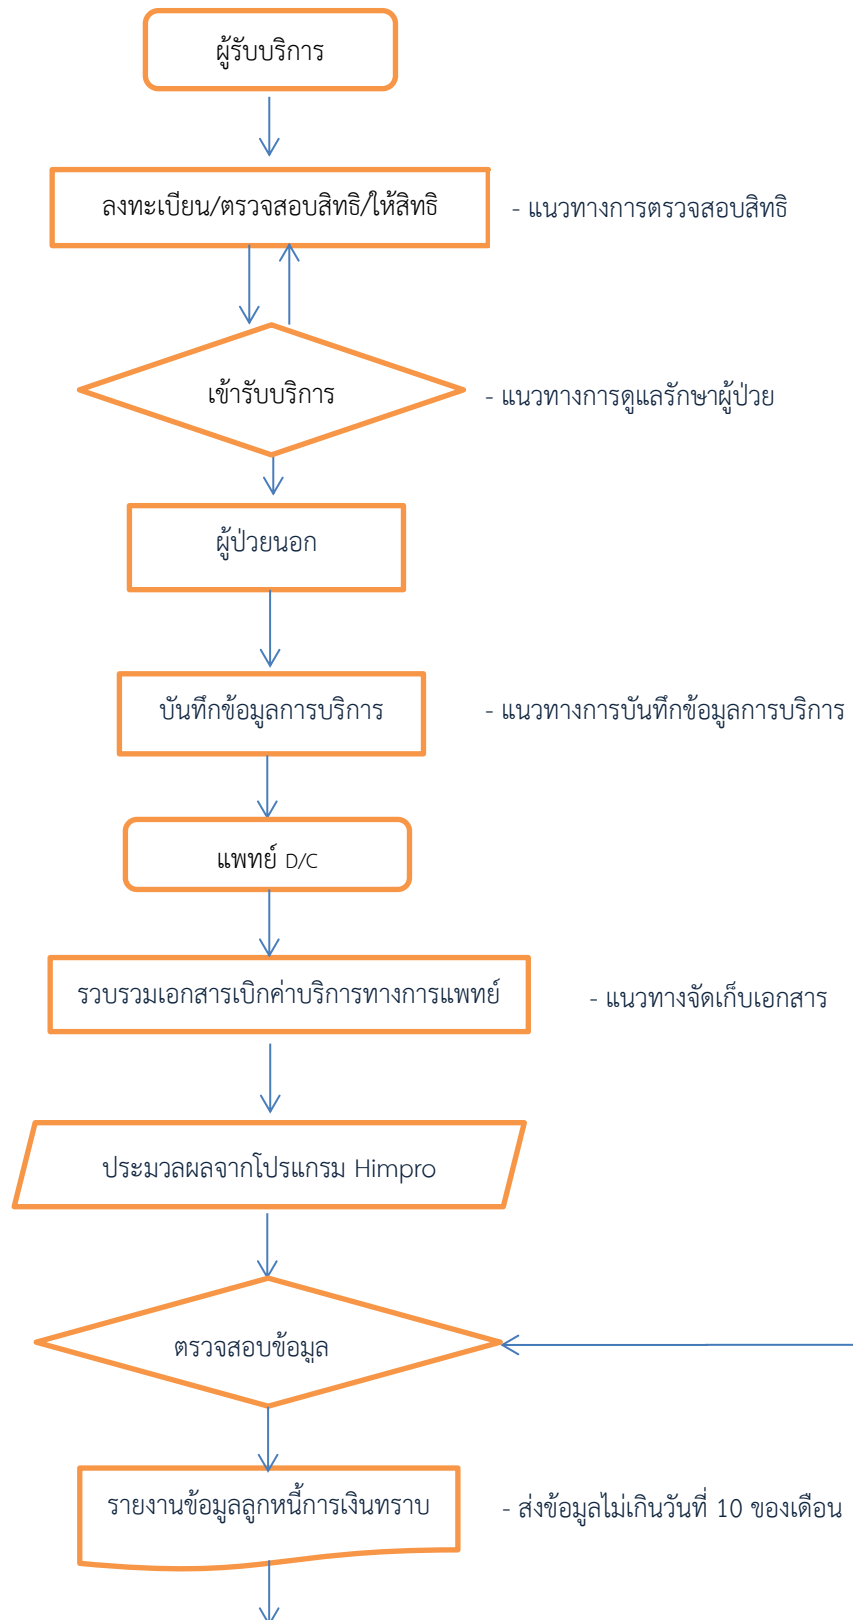 ผู้รับบริการ
ลงทะเบียน/ตรวจสอบสิทธิ/ให้สิทธิ
- แนวทางการตรวจสอบสิทธิ
เข้ารับบริการ
- แนวทางการดูแลรักษาผู้ป่วย
ผู้ป่วยนอก
บันทึกข้อมูลการบริการ
- แนวทางการบันทึกข้อมูลการบริการ
แพทย์ D/C
รวบรวมเอกสารเบิกค่าบริการทางการแพทย์
- แนวทางจัดเก็บเอกสาร
ประมวลผลจากโปรแกรม Himpro
ตรวจสอบข้อมูล
รายงานข้อมูลลูกหนี้การเงินทราบ
- ส่งข้อมูลไม่เกินวันที่ 10 ของเดือน